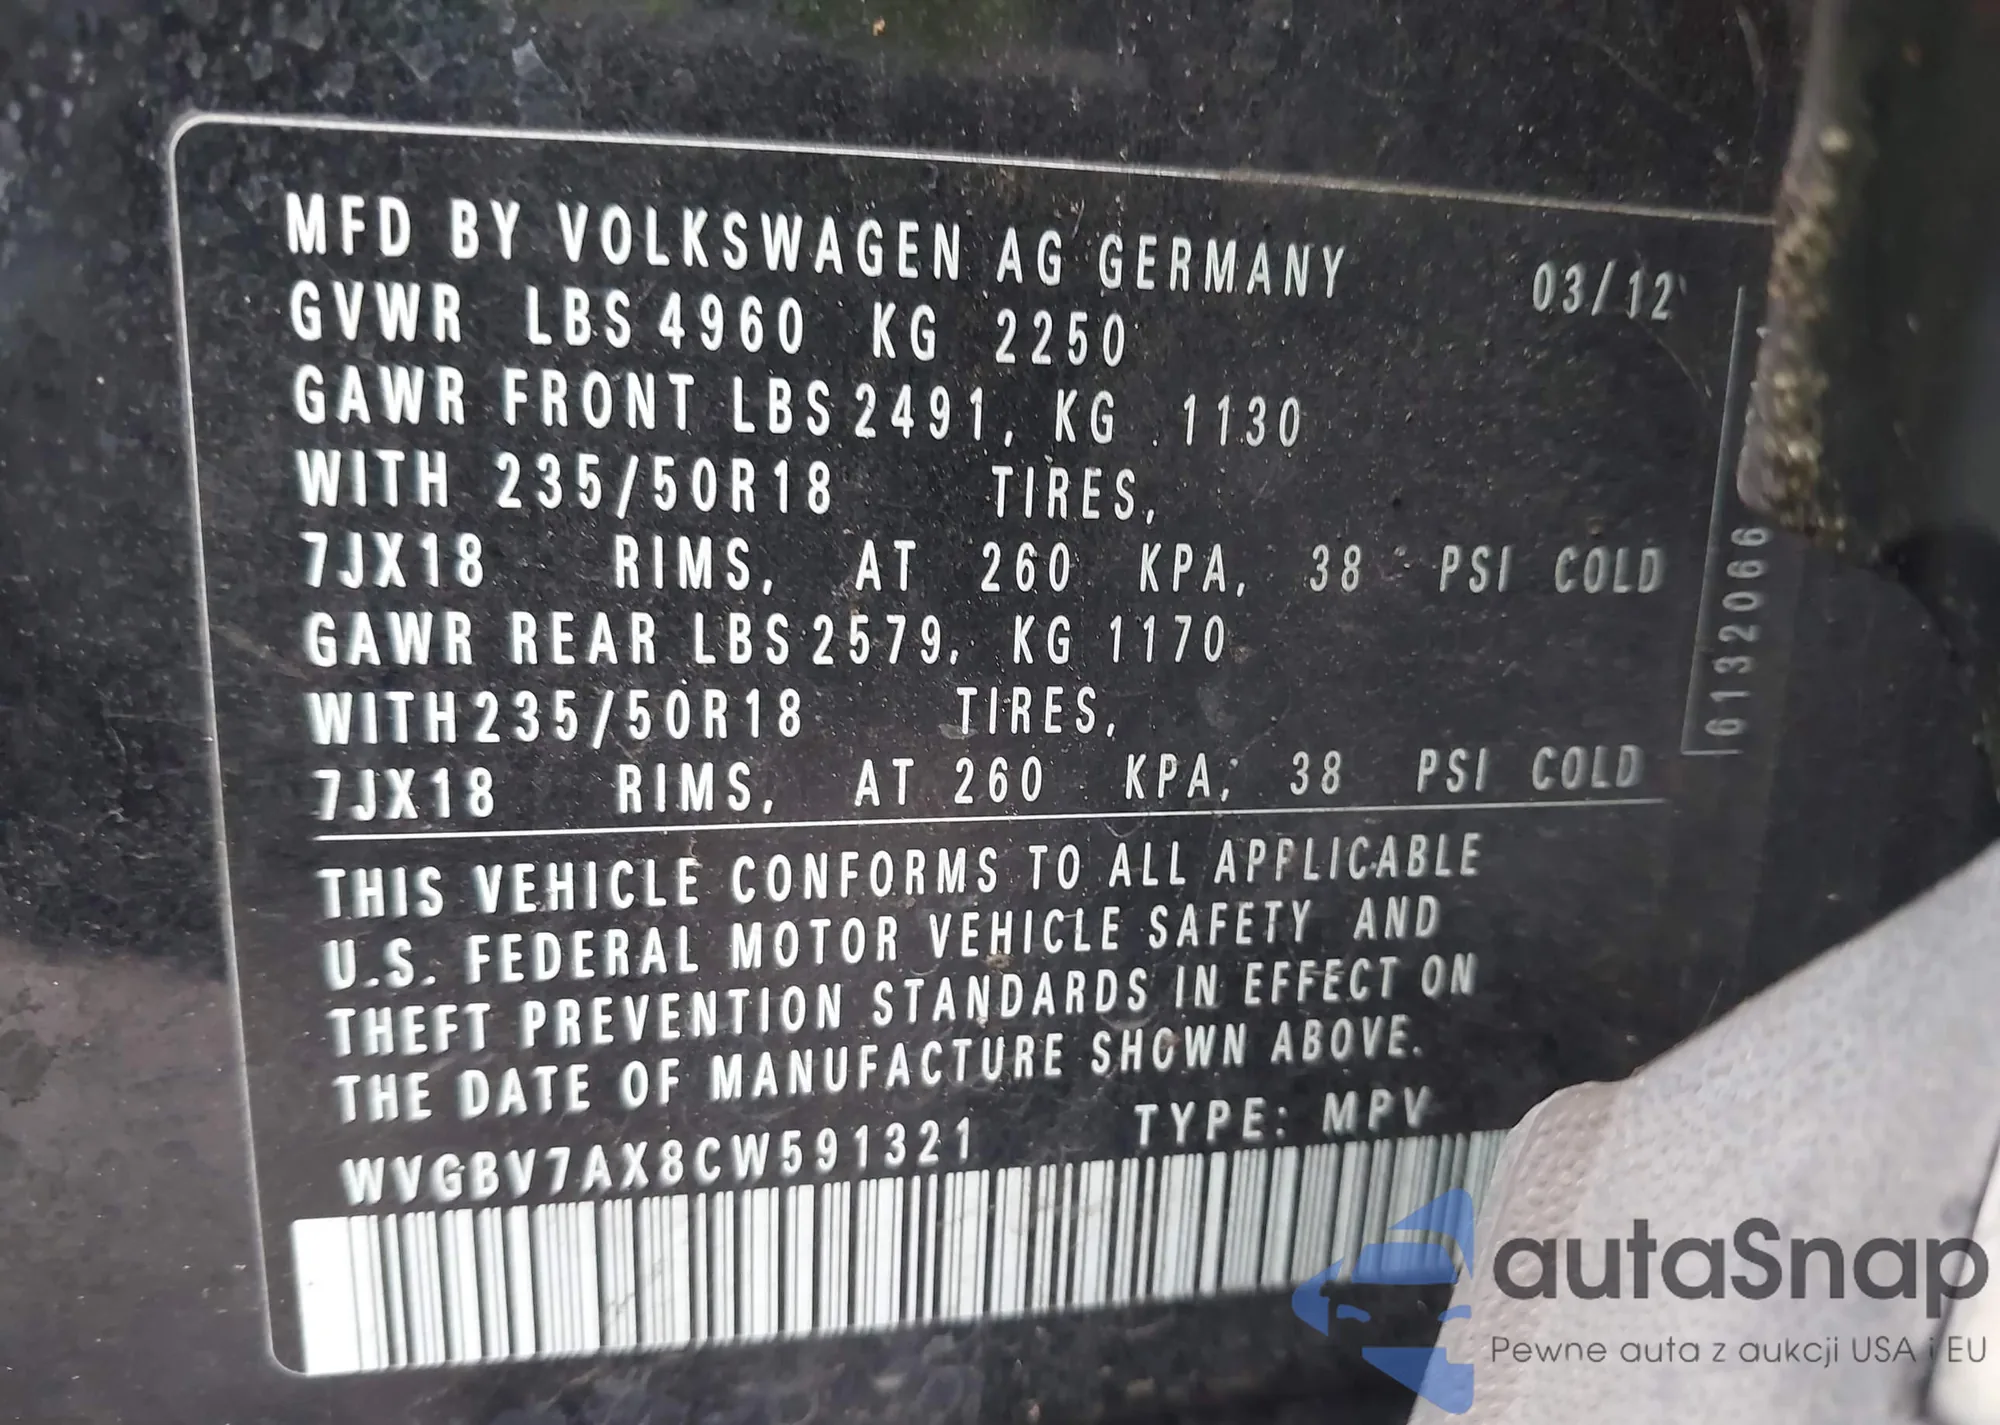 MFD BY VOLKSWAGEN AG GERMANY 03/12
GVWR LBS 4960 KG 2250
GAWR FRONT LBS 2491, KG 1130
WITH 235/50R18 TIRES,
7JX18 RIMS, AT 260 KPA, 38 PSI COLD
GAWR REAR LBS 2579, KG 1170
WITH 235/50R18 TIRES,
7JX18 RIMS, AT 260 KPA, 38 PSI COLD
THIS VEHICLE CONFORMS TO ALL APPLICABLE
U.S. FEDERAL MOTOR VEHICLE SAFETY AND
THEFT PREVENTION STANDARDS IN EFFECT ON
THE DATE OF MANUFACTURE SHOWN ABOVE.
WVGBV7AX8CW591321 TYPE: MPV
6132066
autaSnap
Pewne auta z aukcji USA i EU